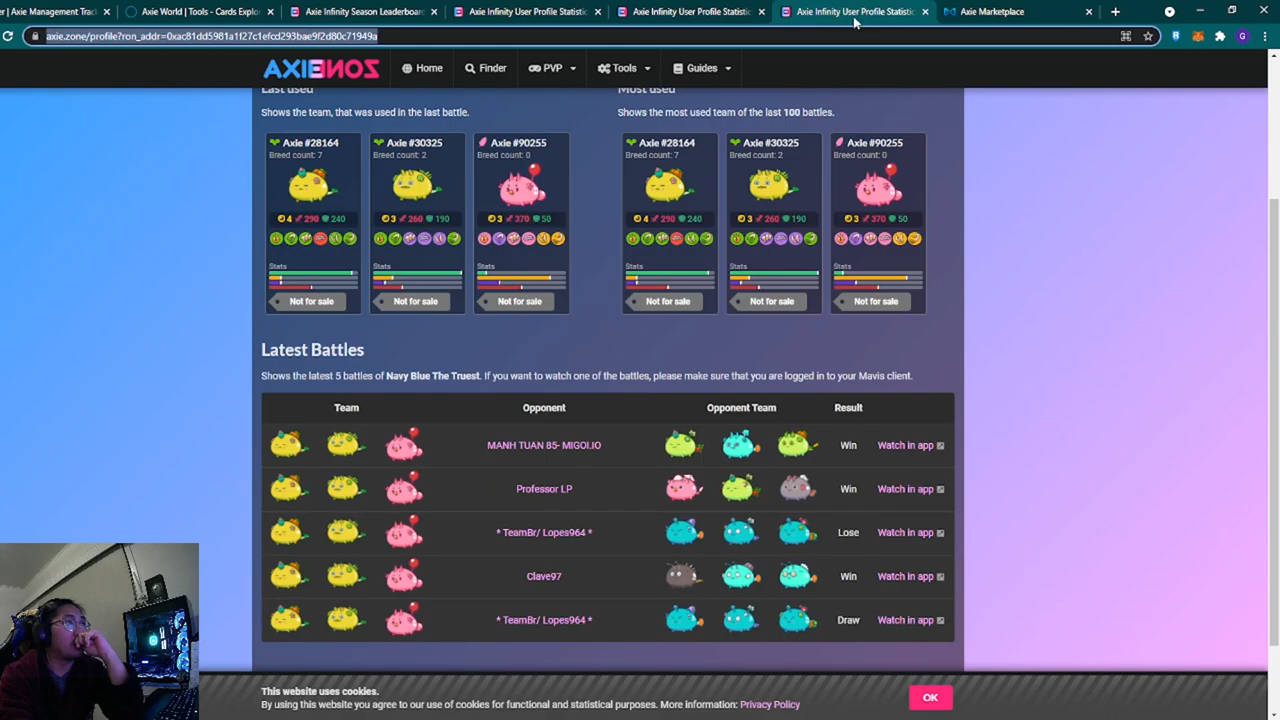 r | Axie Management Track
Axie World | Tools - Cards Explor
Axie Infinity Season Leaderboar
Axie Infinity User Profile Statistic
Axie Infinity User Profile Statistic
Axie Infinity User Profile Statistic
Axie Marketplace
axie.zone/profile?ron_addr=0xac81dd5981a1f27c1efcd293bae9f2d80c71949a
G
AXIE ZONE
Home
Finder
PVP
Tools
Guides
Last used
Most used
Shows the team, that was used in the last battle.
Shows the most used team of the last 100 battles.
Axie #28164
Breed count: 7
4 290 240
Stats
Not for sale
Axie #30325
Breed count: 2
3 260 190
Stats
Not for sale
Axie #90255
Breed count: 0
3 370 50
Stats
Not for sale
Axie #28164
Breed count: 7
4 290 240
Stats
Not for sale
Axie #30325
Breed count: 2
3 260 190
Stats
Not for sale
Axie #90255
Breed count: 0
3 370 50
Stats
Not for sale
Latest Battles
Shows the latest 5 battles of Navy Blue The Truest. If you want to watch one of the battles, please make sure that you are logged in to your Mavis client.
Team Opponent Opponent Team Result
MANH TUAN 85- MIGOI.IO Win Watch in app
Professor LP Win Watch in app
* TeamBr/ Lopes964 * Lose Watch in app
Clave97 Win Watch in app
* TeamBr/ Lopes964 * Draw Watch in app
This website uses cookies.
By using this website you agree to our use of cookies for functional and statistical purposes. More information: Privacy Policy
OK